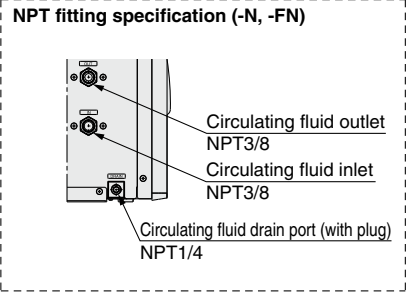 NPT fitting specification (-N, -FN)
Circulating fluid outlet
NPT3/8
IN
Circulating fluid inlet
NPT3/8
Circulating fluid drain port (with plug)
NPT1/4